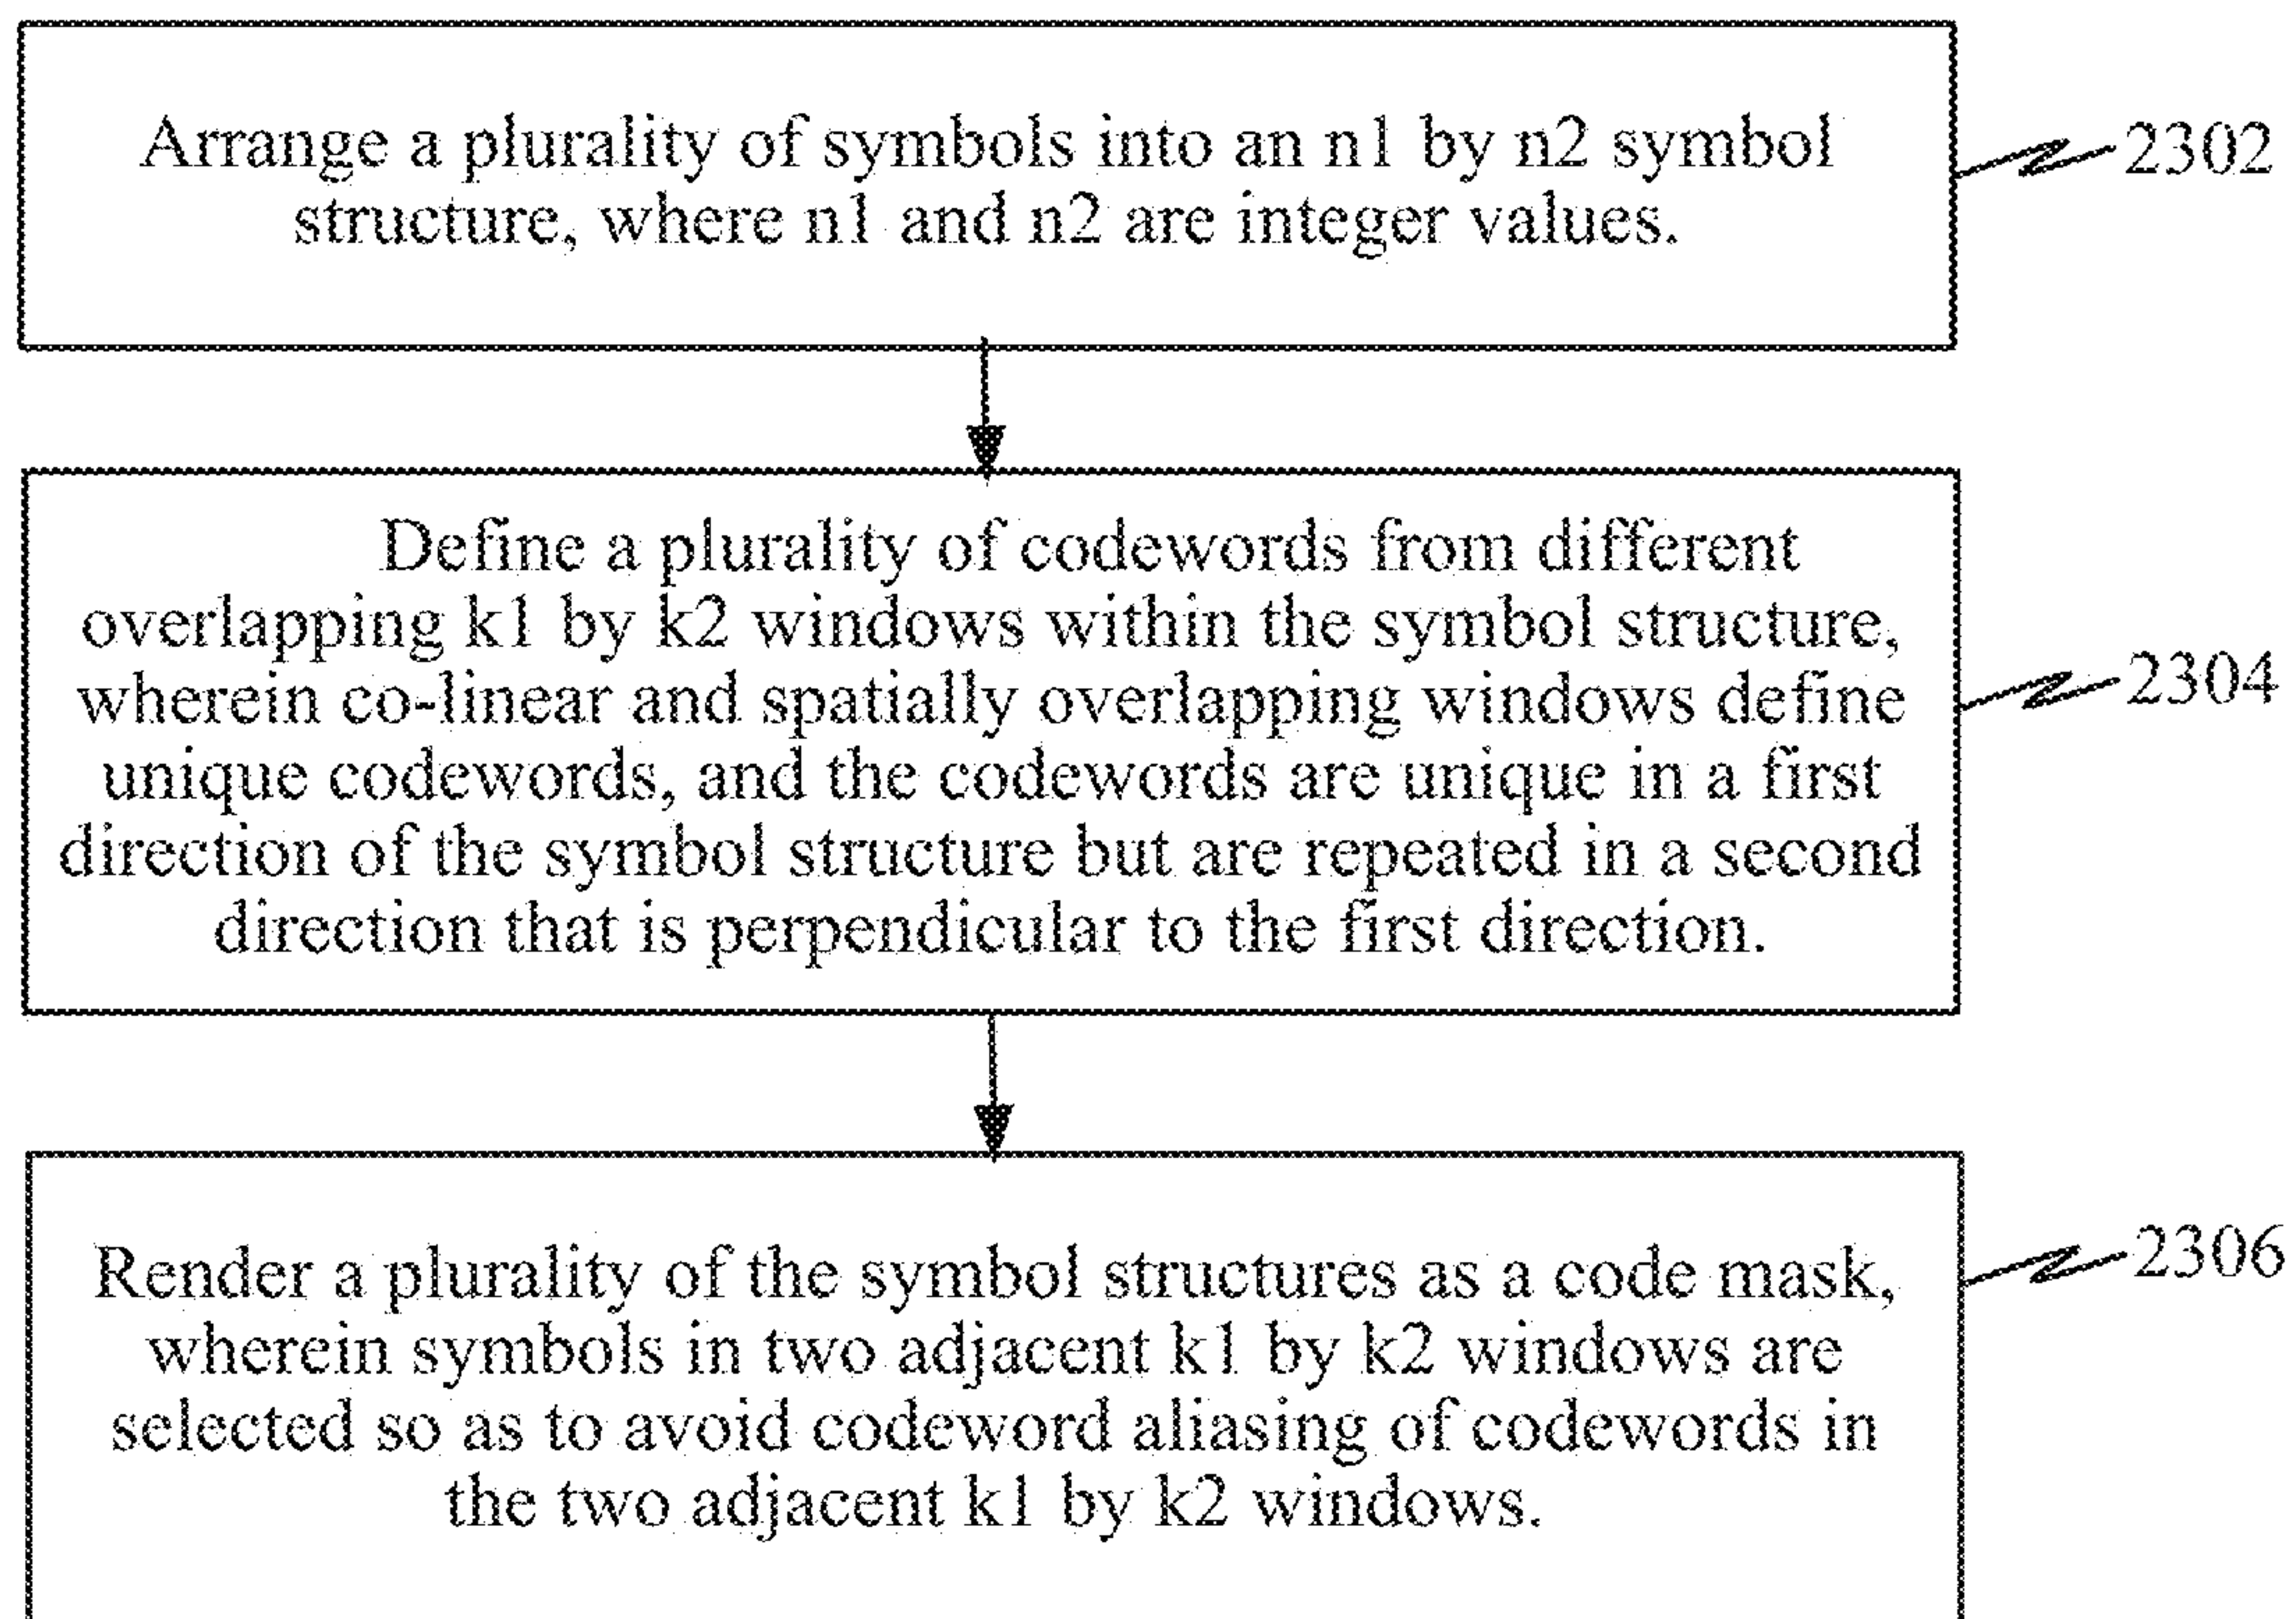 Arrange a plurality of symbols into an n1 by n2 symbol
structure, where n1 and n2 are integer values.
2302
Define a plurality of codewords from different
overlapping k1 by k2 windows within the symbol structure,
wherein co-linear and spatially overlapping windows define
unique codewords, and the codewords are unique in a first
direction of the symbol structure but are repeated in a second
direction that is perpendicular to the first direction.
2304
Render a plurality of the symbol structures as a code mask,
wherein symbols in two adjacent k1 by k2 windows are
selected so as to avoid codeword aliasing of codewords in
the two adjacent k1 by k2 windows.
2306